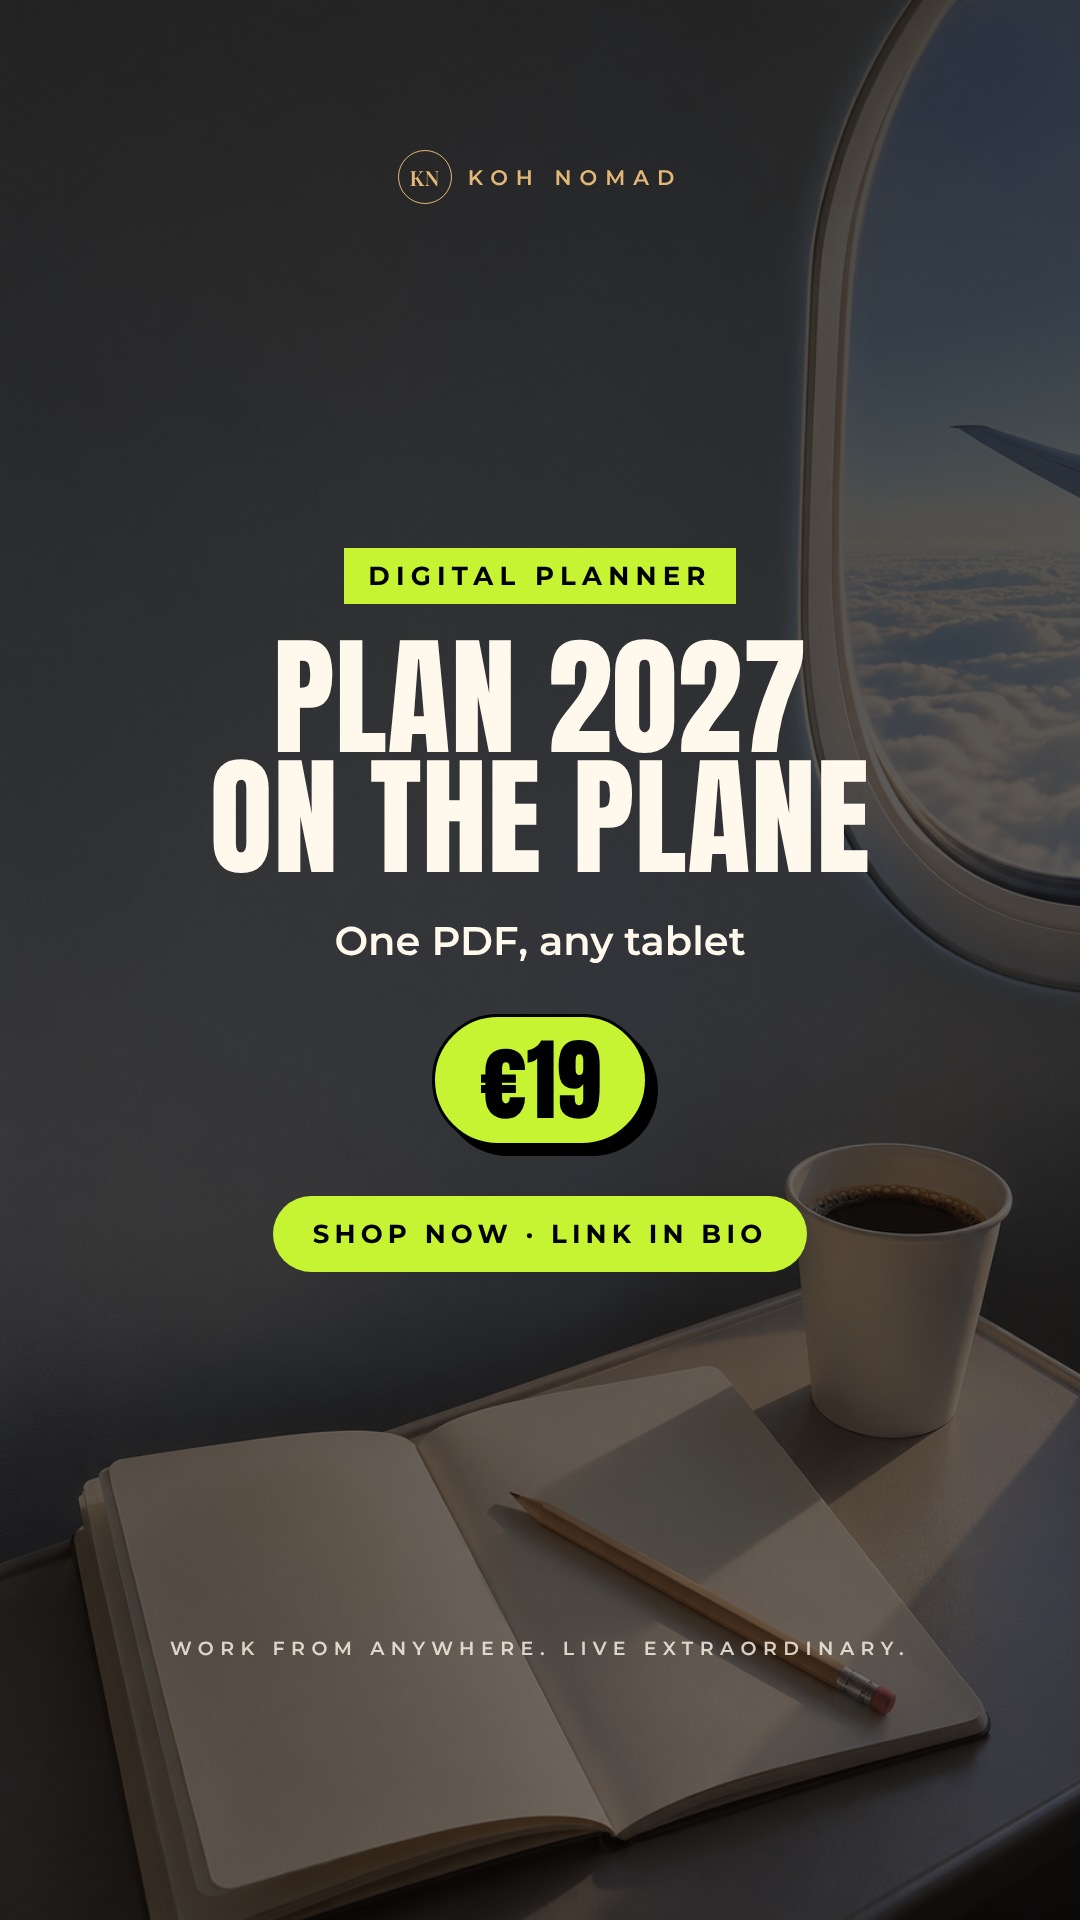 KN KOH NOMAD
DIGITAL PLANNER
PLAN 2027
ON THE PLANE
One PDF, any tablet
€19
SHOP NOW · LINK IN BIO
WORK FROM ANYWHERE. LIVE EXTRAORDINARY.